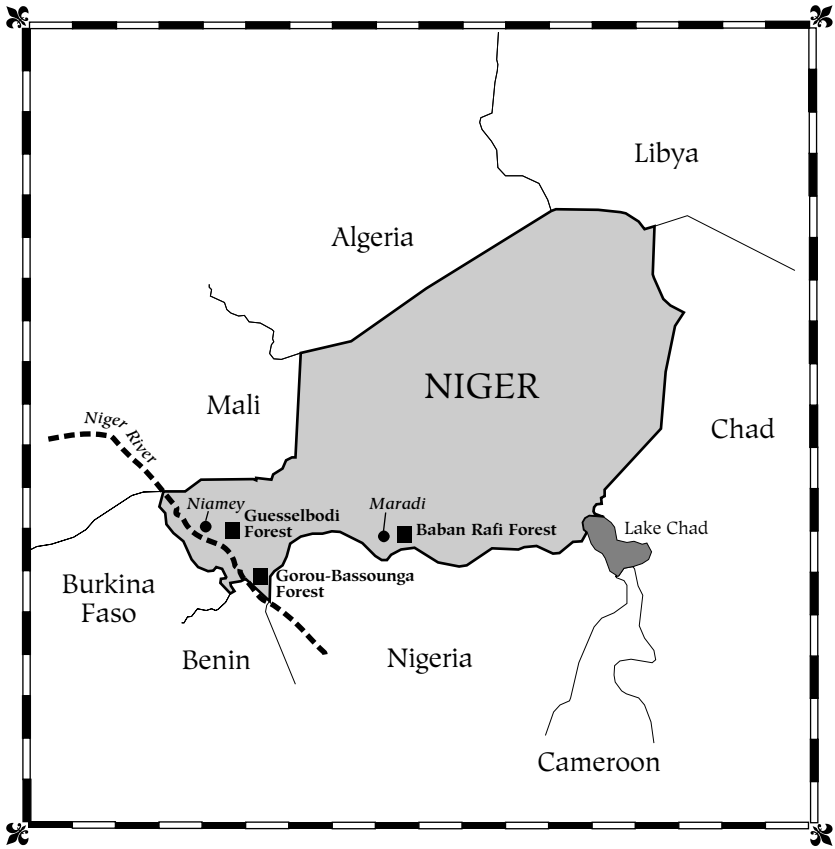 Libya
Algeria
NIGER
Mali
Niger River
Chad
Niamey
Maradi
Guesselbodi
Forest
Baban Rafi Forest
Lake Chad
Gorou-Bassounga
Forest
Burkina
Faso
Benin
Nigeria
Cameroon